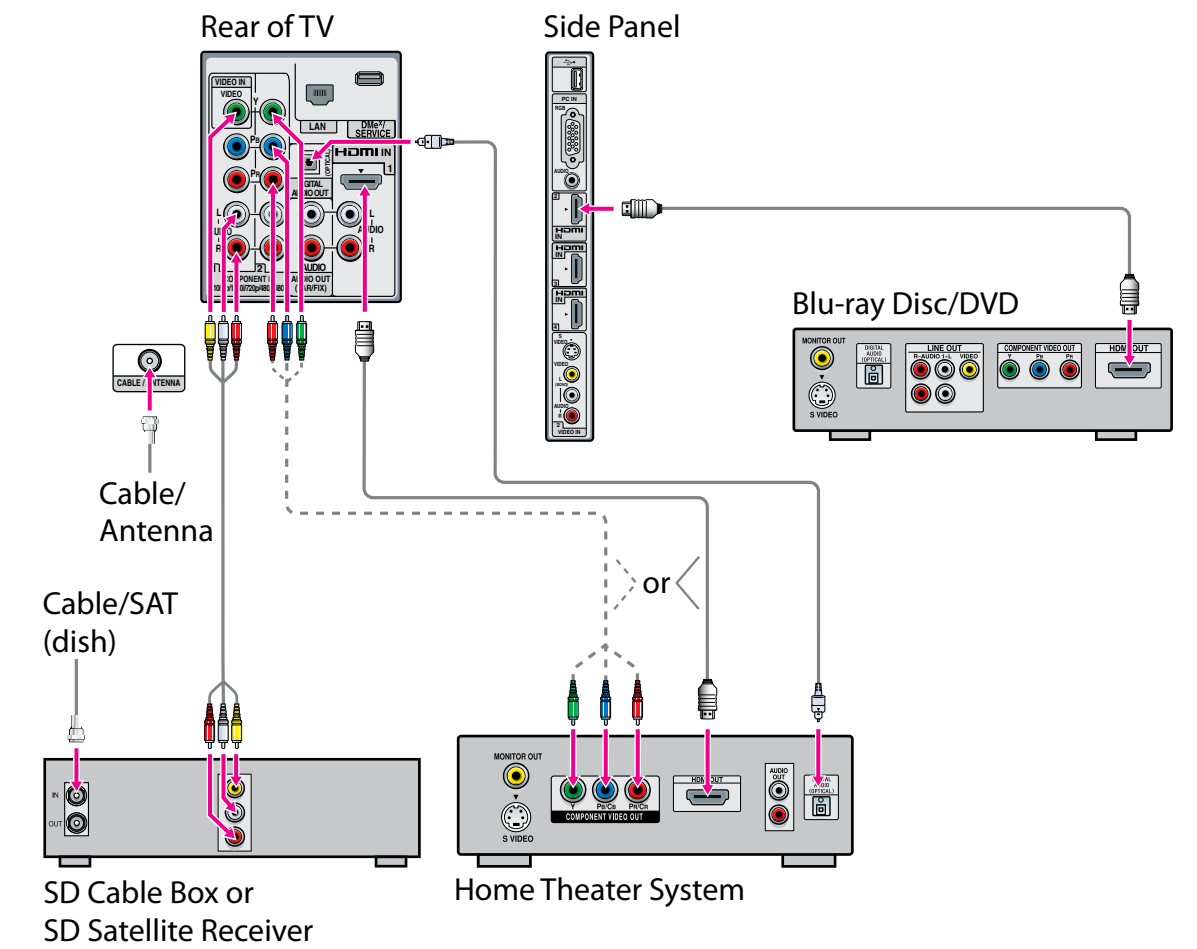 Rear of TV
Side Panel
VIDEO IN
VIDEO
Y
PB
PR
L
R
2
LAN
DMeX/
SERVICE
(OPTICAL)
HDMI IN
1
AUDIO OUT
L
AUDIO
R
AUDIO
AUDIO OUT
(VAR/FIX)
PC IN
RGB
AUDIO
2
HDMI
IN
HDMI
IN
3
HDMI
IN
4
S
VIDEO
VIDEO
L
(MONO)
AUDIO
R
2
VIDEO IN
Blu-ray Disc/DVD
MONITOR OUT
S VIDEO
DIGITAL
AUDIO
(OPTICAL)
LINE OUT
R–AUDIO 1–L VIDEO
COMPONENT VIDEO OUT
Y PB PR
HDMI OUT
CABLE / ANTENNA
Cable/
Antenna
or
Cable/SAT
(dish)
IN
OUT
SD Cable Box or
SD Satellite Receiver
MONITOR OUT
S VIDEO
Y PB/CB PR/CR
COMPONENT VIDEO OUT
HDMI OUT
AUDIO
OUT
(OPTICAL)
Home Theater System